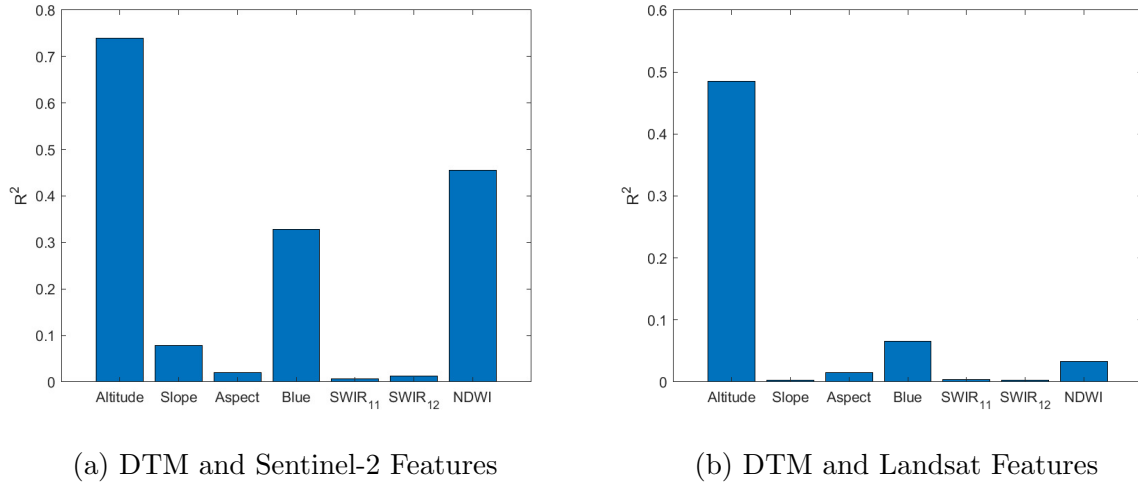 0.8
0.7
0.6
0.5
0.4
0.3
0.2
0.1
0
R²
Altitude Slope Aspect Blue SWIR₁₁ SWIR₁₂ NDWI
(a) DTM and Sentinel-2 Features
0.6
0.5
0.4
0.3
0.2
0.1
0
R²
Altitude Slope Aspect Blue SWIR₁₁ SWIR₁₂ NDWI
(b) DTM and Landsat Features